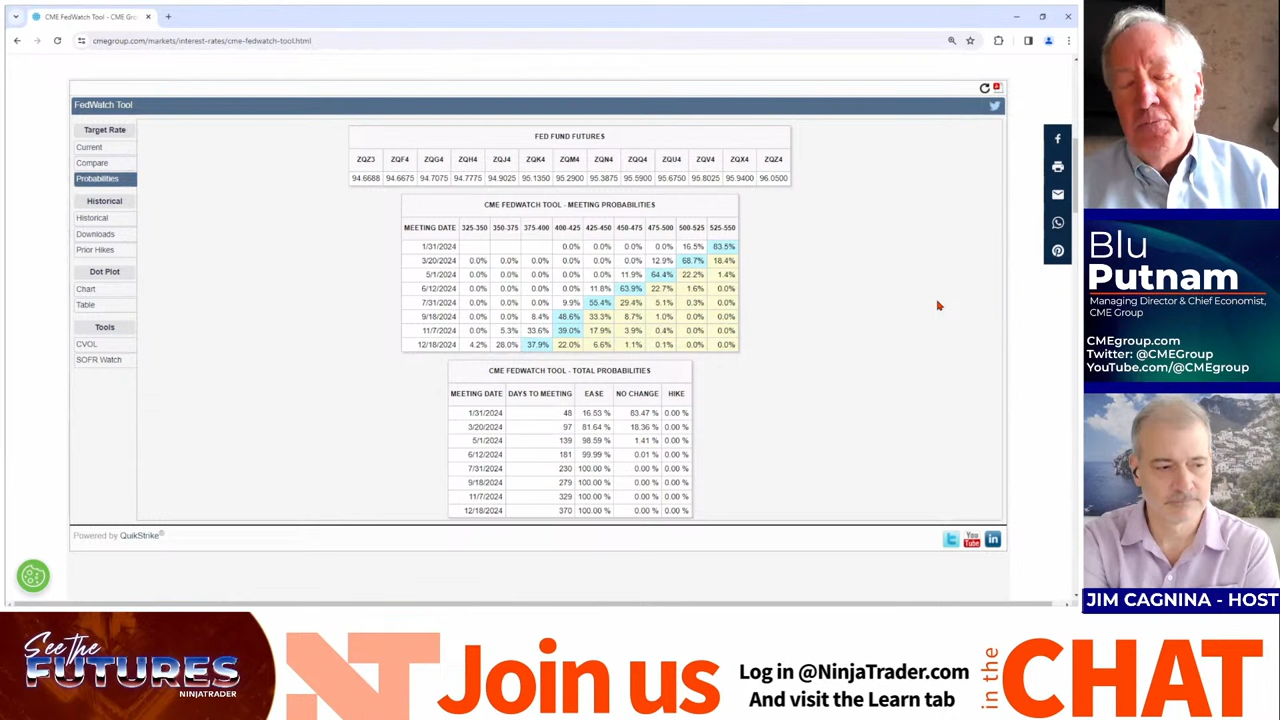 CME FedWatch Tool - CME Gro
cmegroup.com/markets/interest-rates/cme-fedwatch-tool.html
FedWatch Tool
Target Rate
Current
Compare
Probabilities
Historical
Historical
Downloads
Prior Hikes
Dot Plot
Chart
Table
Tools
CVOL
SOFR Watch
FED FUND FUTURES
ZQZ3 ZQF4 ZQG4 ZQH4 ZQJ4 ZQK4 ZQM4 ZQN4 ZQQ4 ZQU4 ZQV4 ZQX4 ZQZ4
94.6688 94.6675 94.7075 94.7775 94.9025 95.1350 95.2900 95.3875 95.5900 95.6750 95.8025 95.9400 96.0500
CME FEDWATCH TOOL - MEETING PROBABILITIES
MEETING DATE 325-350 350-375 375-400 400-425 425-450 450-475 475-500 500-525 525-550
1/31/2024 0.0% 0.0% 0.0% 0.0% 16.5% 83.5%
3/20/2024 0.0% 0.0% 0.0% 0.0% 0.0% 0.0% 12.9% 68.7% 18.4%
5/1/2024 0.0% 0.0% 0.0% 0.0% 0.0% 11.9% 64.4% 22.2% 1.4%
6/12/2024 0.0% 0.0% 0.0% 0.0% 11.8% 63.9% 22.7% 1.6% 0.0%
7/31/2024 0.0% 0.0% 0.0% 9.9% 55.4% 29.4% 5.1% 0.3% 0.0%
9/18/2024 0.0% 0.0% 8.4% 48.6% 33.3% 8.7% 1.0% 0.0% 0.0%
11/7/2024 0.0% 5.3% 33.6% 39.0% 17.9% 3.9% 0.4% 0.0% 0.0%
12/18/2024 4.2% 28.0% 37.9% 22.0% 6.6% 1.1% 0.1% 0.0% 0.0%
CME FEDWATCH TOOL - TOTAL PROBABILITIES
MEETING DATE DAYS TO MEETING EASE NO CHANGE HIKE
1/31/2024 48 16.53 % 83.47 % 0.00 %
3/20/2024 97 81.64 % 18.36 % 0.00 %
5/1/2024 139 98.59 % 1.41 % 0.00 %
6/12/2024 181 99.99 % 0.01 % 0.00 %
7/31/2024 230 100.00 % 0.00 % 0.00 %
9/18/2024 279 100.00 % 0.00 % 0.00 %
11/7/2024 329 100.00 % 0.00 % 0.00 %
12/18/2024 370 100.00 % 0.00 % 0.00 %
Powered by QuikStrike®
You
Tube
Blu
Putnam
Managing Director & Chief Economist,
CME Group
CMEgroup.com
Twitter: @CMEGroup
YouTube.com/@CMEgroup
JIM CAGNINA - HOST
See the
FUTURES
NINJATRADER
NT
Join us
Log in @NinjaTrader.com
And visit the Learn tab
in the
CHAT